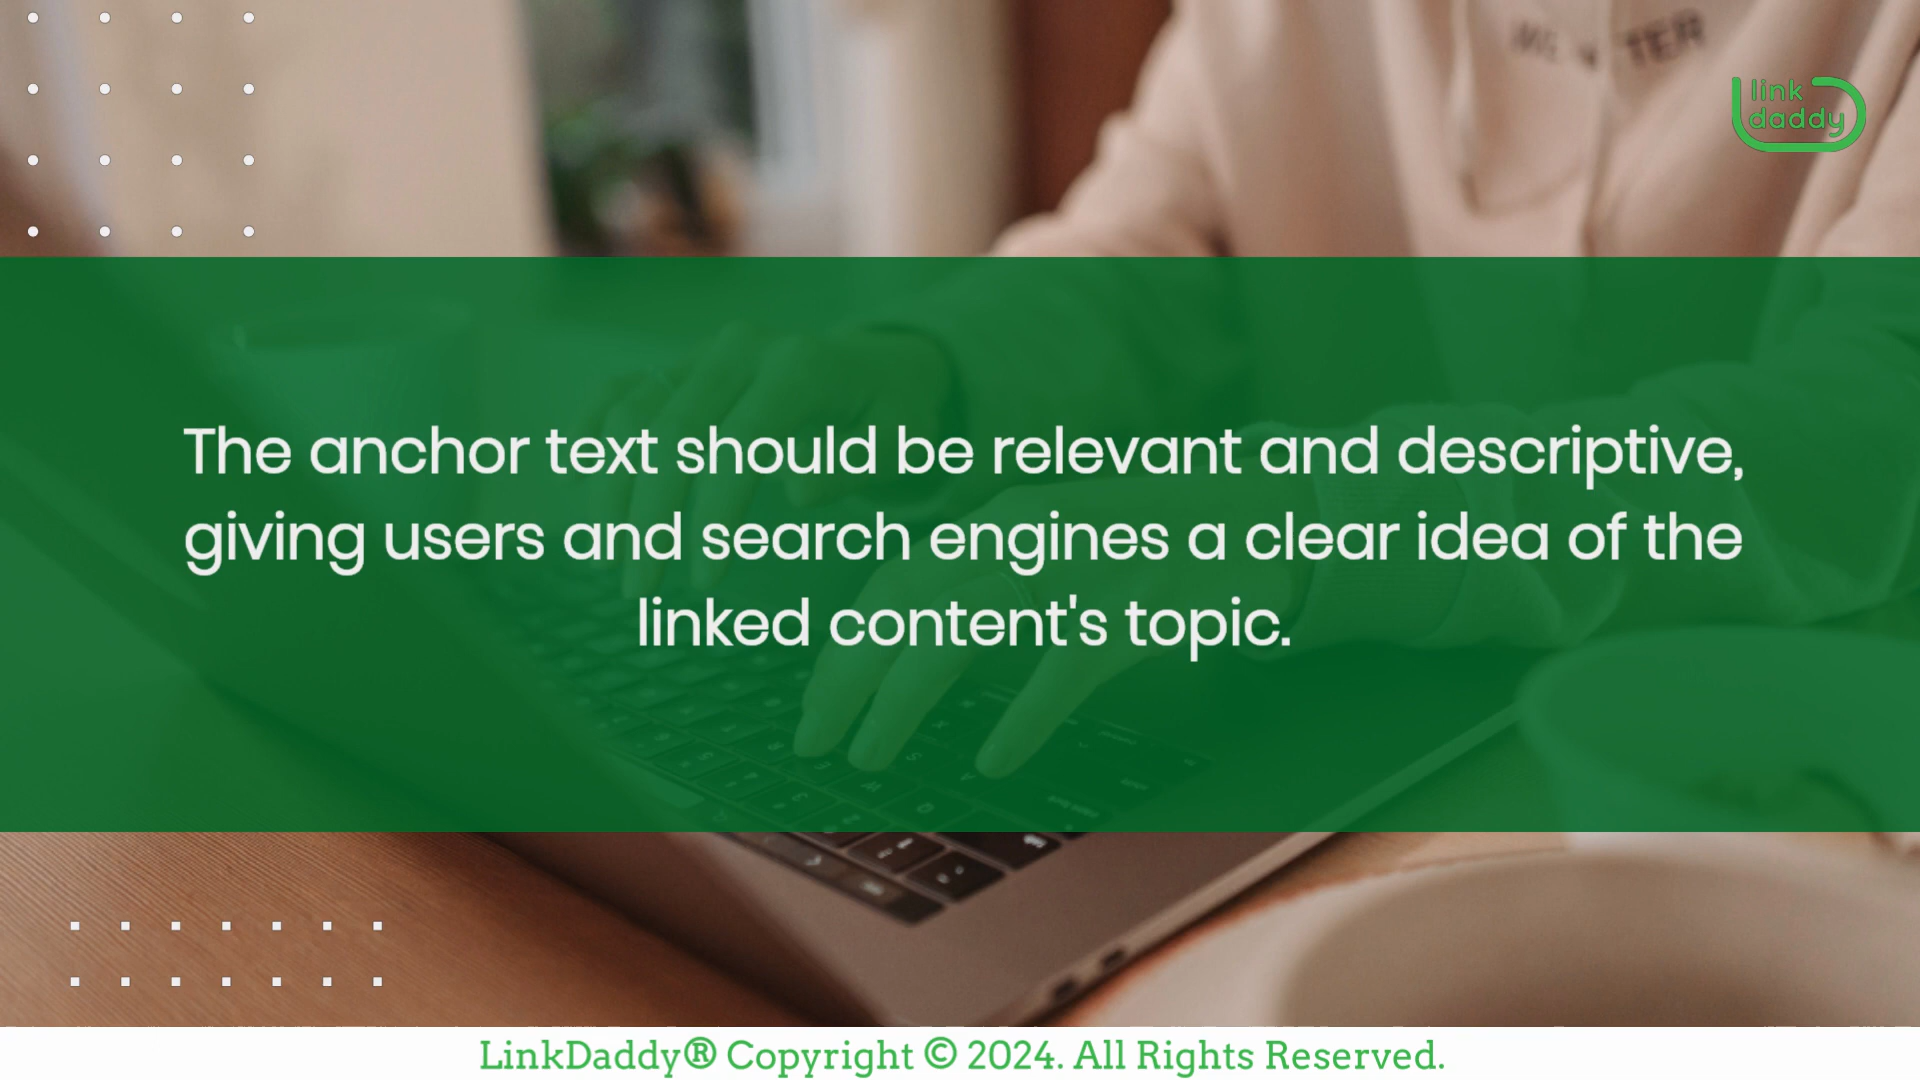 link
daddy
The anchor text should be relevant and descriptive,
giving users and search engines a clear idea of the
linked content's topic.
LinkDaddy® Copyright © 2024. All Rights Reserved.